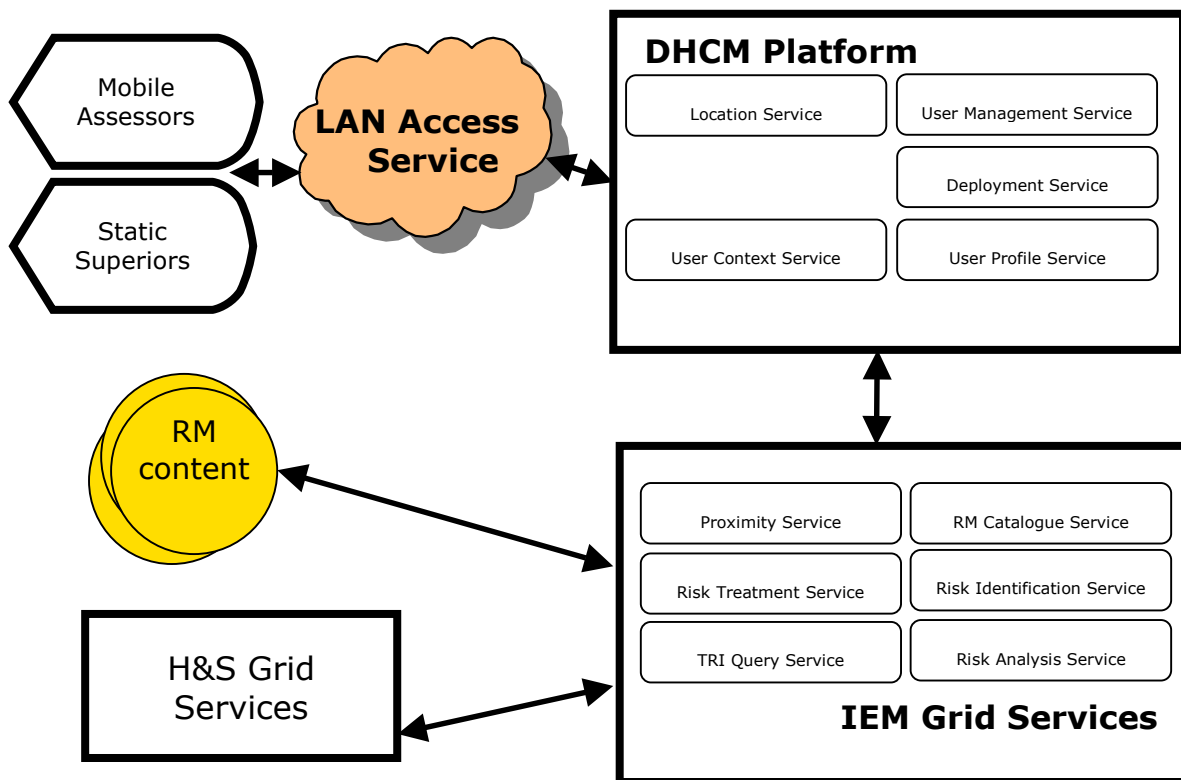 Mobile
Assessors
Static
Superiors
LAN Access
Service
DHCM Platform
Location Service
User Management Service
Deployment Service
User Context Service
User Profile Service
RM
content
H&S Grid
Services
Proximity Service
RM Catalogue Service
Risk Treatment Service
Risk Identification Service
TRI Query Service
Risk Analysis Service
IEM Grid Services